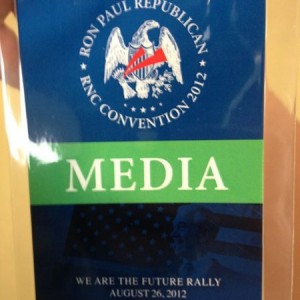 RON PAUL REPUBLICAN
RNC CONVENTION 2012
MEDIA
WE ARE THE FUTURE RALLY
AUGUST 26, 2012